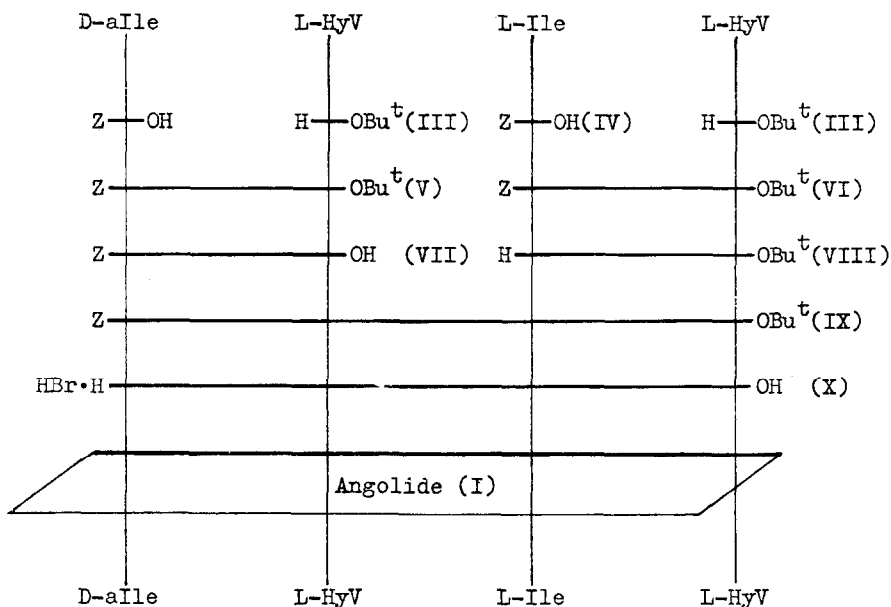 D-aIle L-HyV L-Ile L-HyV
Z OH H OBuᵗ(III) Z OH(IV) H OBuᵗ(III)
Z OBuᵗ(V) Z OBuᵗ(VI)
Z OH (VII) H OBuᵗ(VIII)
Z OBuᵗ(IX)
HBr·H OH (X)
Angolide (I)
D-aIle L-HyV L-Ile L-HyV